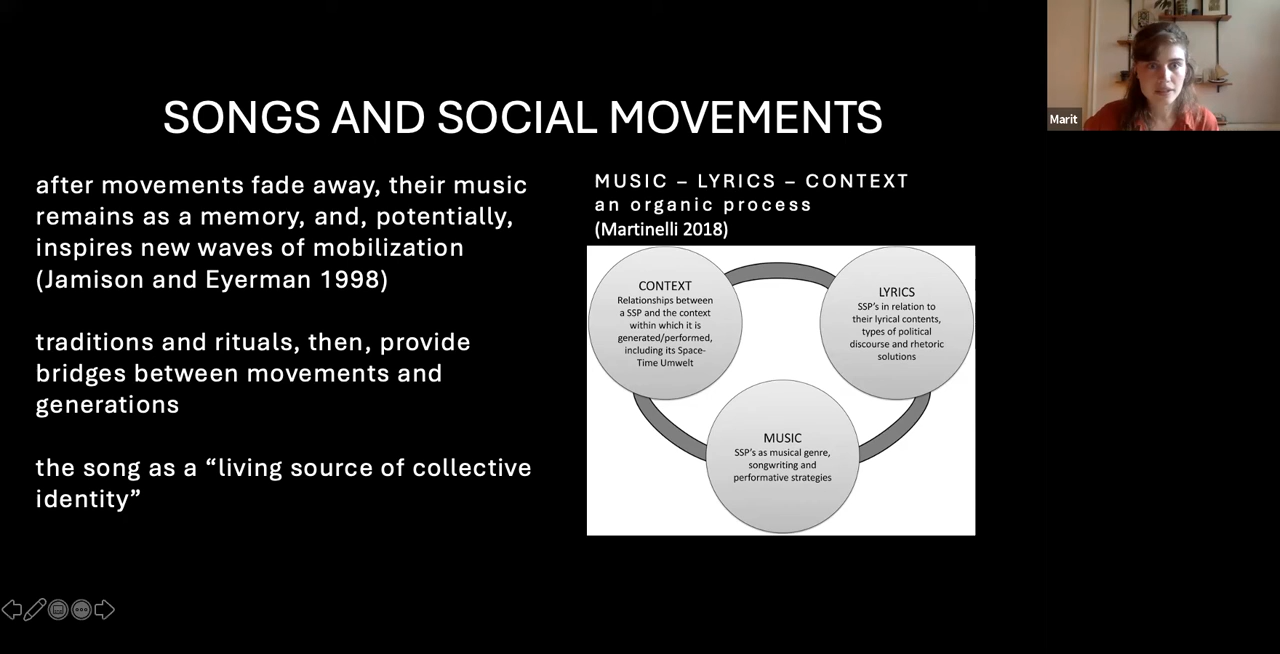 SONGS AND SOCIAL MOVEMENTS
Marit
after movements fade away, their music
remains as a memory, and, potentially,
inspires new waves of mobilization
(Jamison and Eyerman 1998)
traditions and rituals, then, provide
bridges between movements and
generations
the song as a “living source of collective
identity”
MUSIC – LYRICS – CONTEXT
an organic process
(Martinelli 2018)
CONTEXT
Relationships between
a SSP and the context
within which it is
generated/performed,
including its Space-
Time Umwelt
LYRICS
SSP's in relation to
their lyrical contents,
types of political
discourse and rhetoric
solutions
MUSIC
SSP's as musical genre,
songwriting and
performative strategies